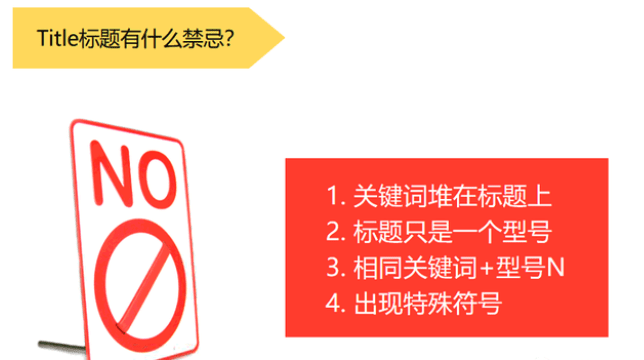 Title标题有什么禁忌?
NO
1. 关键词堆在标题上
2. 标题只是一个型号
3. 相同关键词+型号N
4. 出现特殊符号